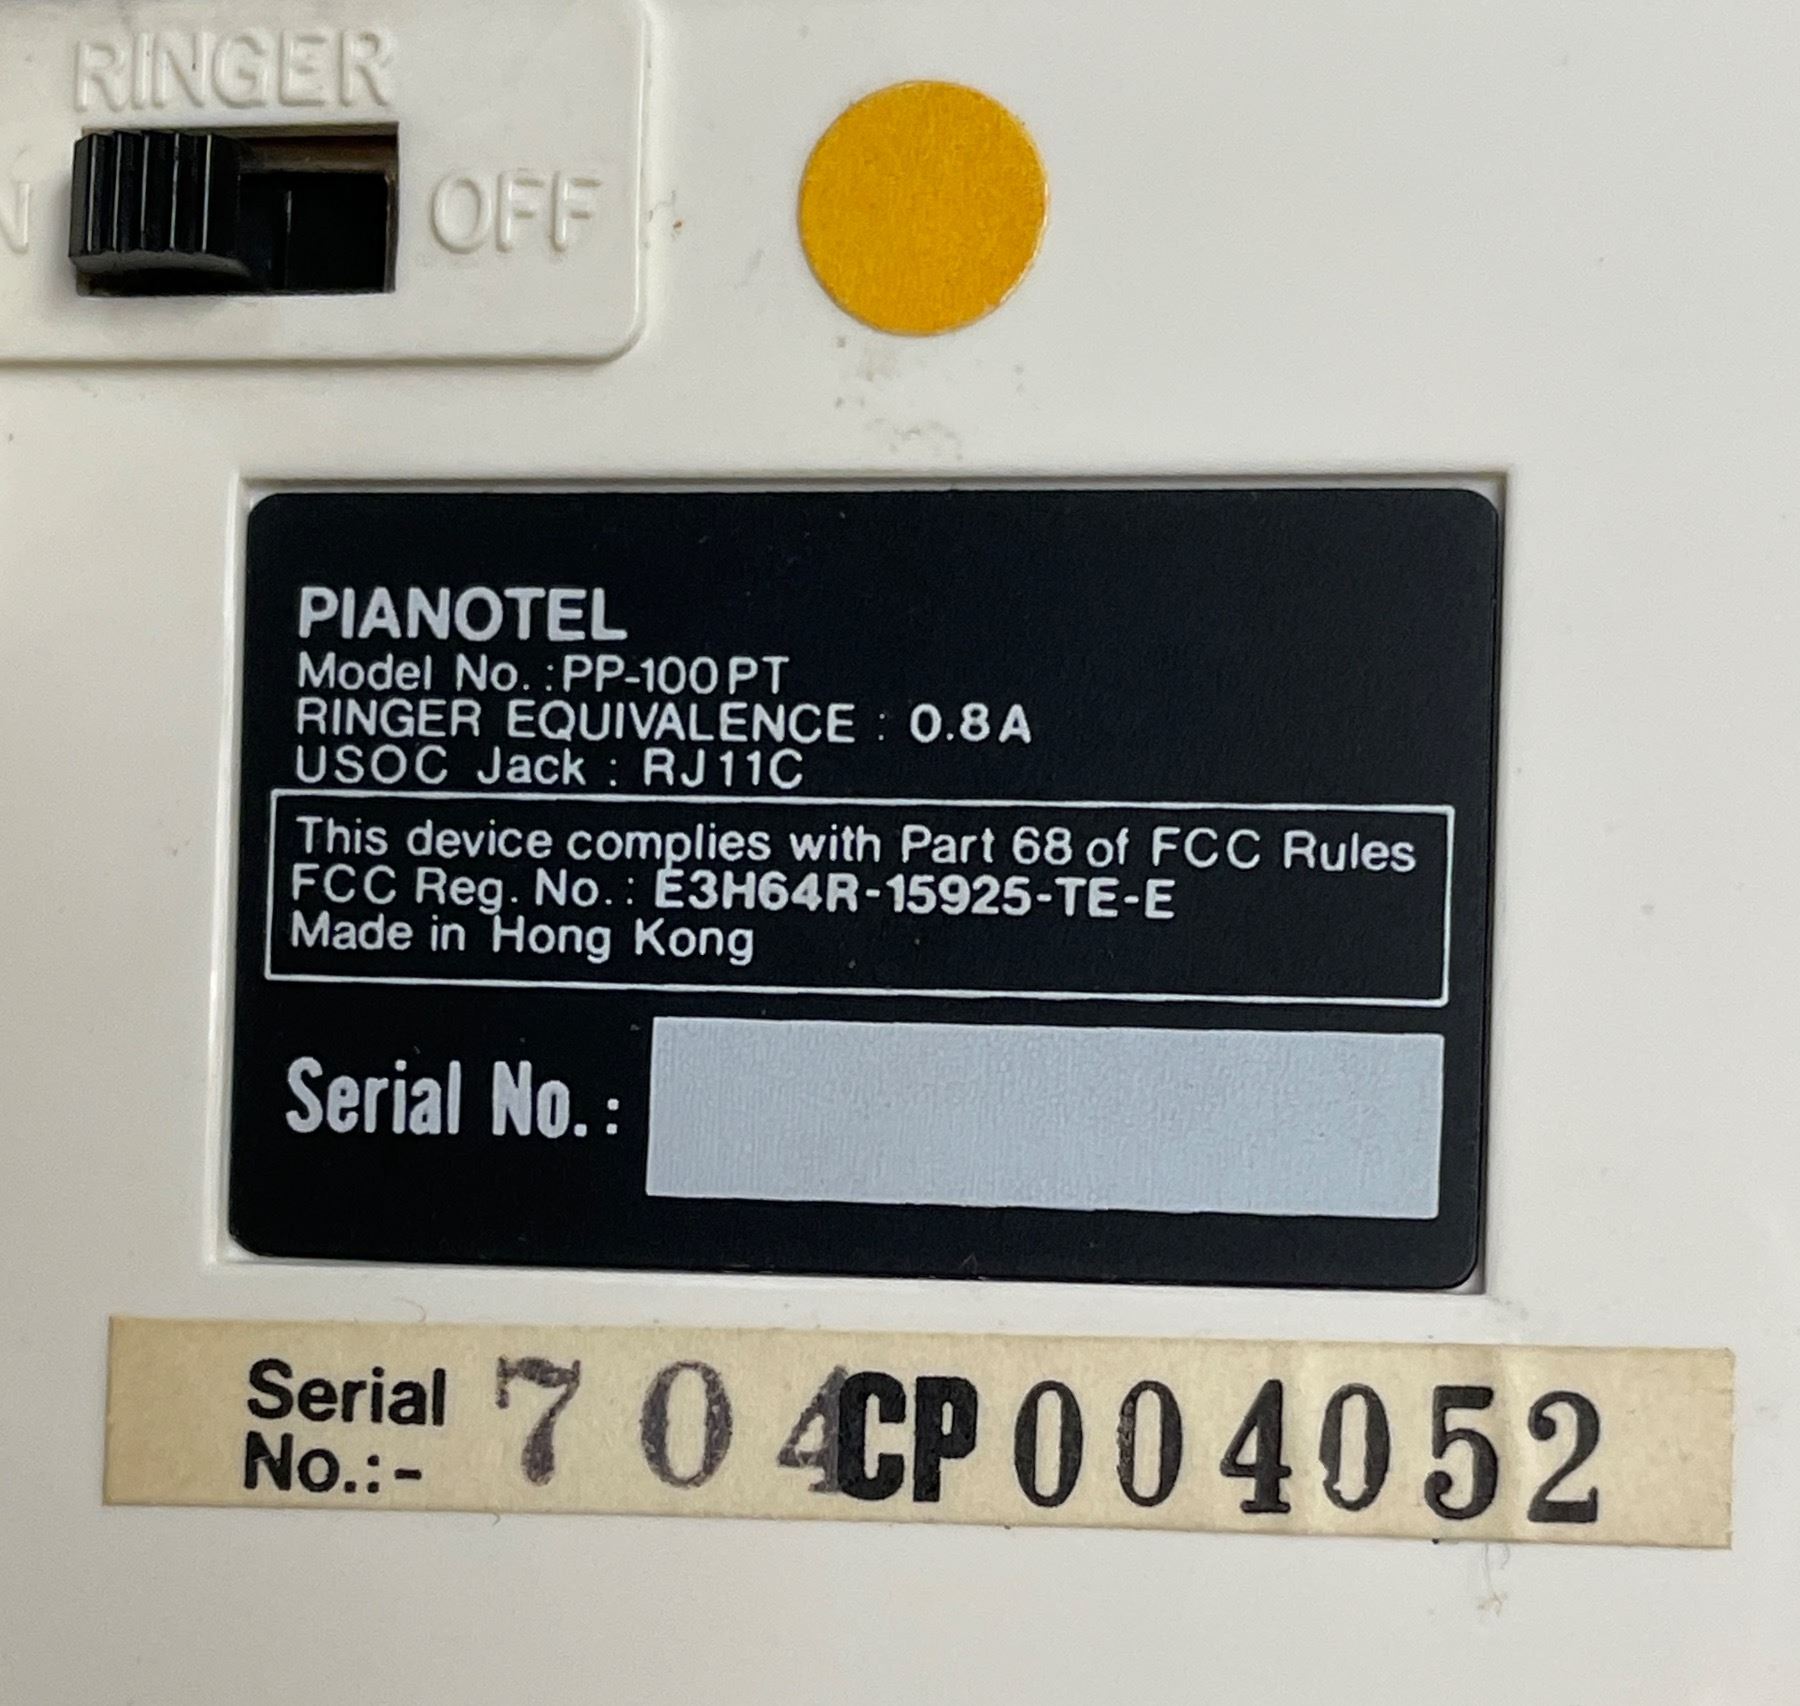 RINGER
OFF
PIANOTEL
Model No. : PP-100PT
RINGER EQUIVALENCE : 0.8A
USOC Jack : RJ11C
This device complies with Part 68 of FCC Rules
FCC Reg. No. : E3H64R-15925-TE-E
Made in Hong Kong
Serial No. :
Serial No.:- 704CP004052